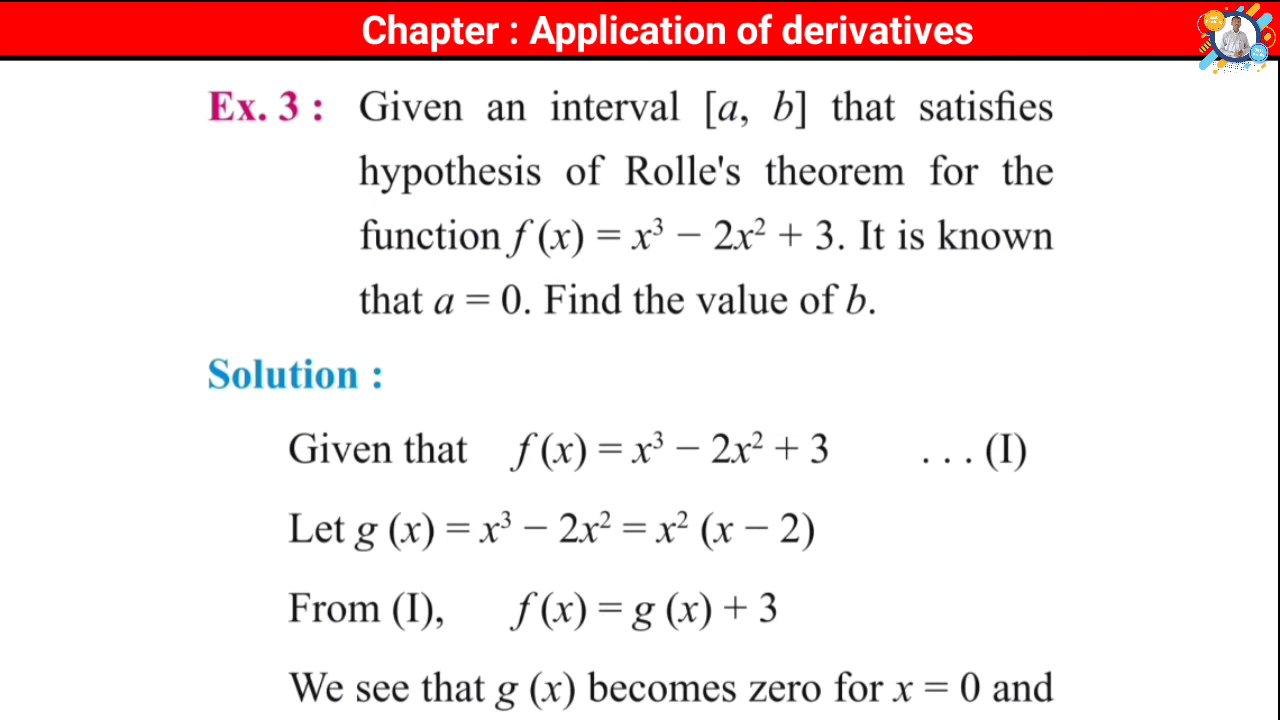 Chapter : Application of derivatives
Ex. 3 : Given an interval [a, b] that satisfies
hypothesis of Rolle's theorem for the
function f (x) = x³ − 2x² + 3. It is known
that a = 0. Find the value of b.
Solution :
Given that f (x) = x³ − 2x² + 3 . . . (I)
Let g (x) = x³ − 2x² = x² (x − 2)
From (I), f (x) = g (x) + 3
We see that g (x) becomes zero for x = 0 and